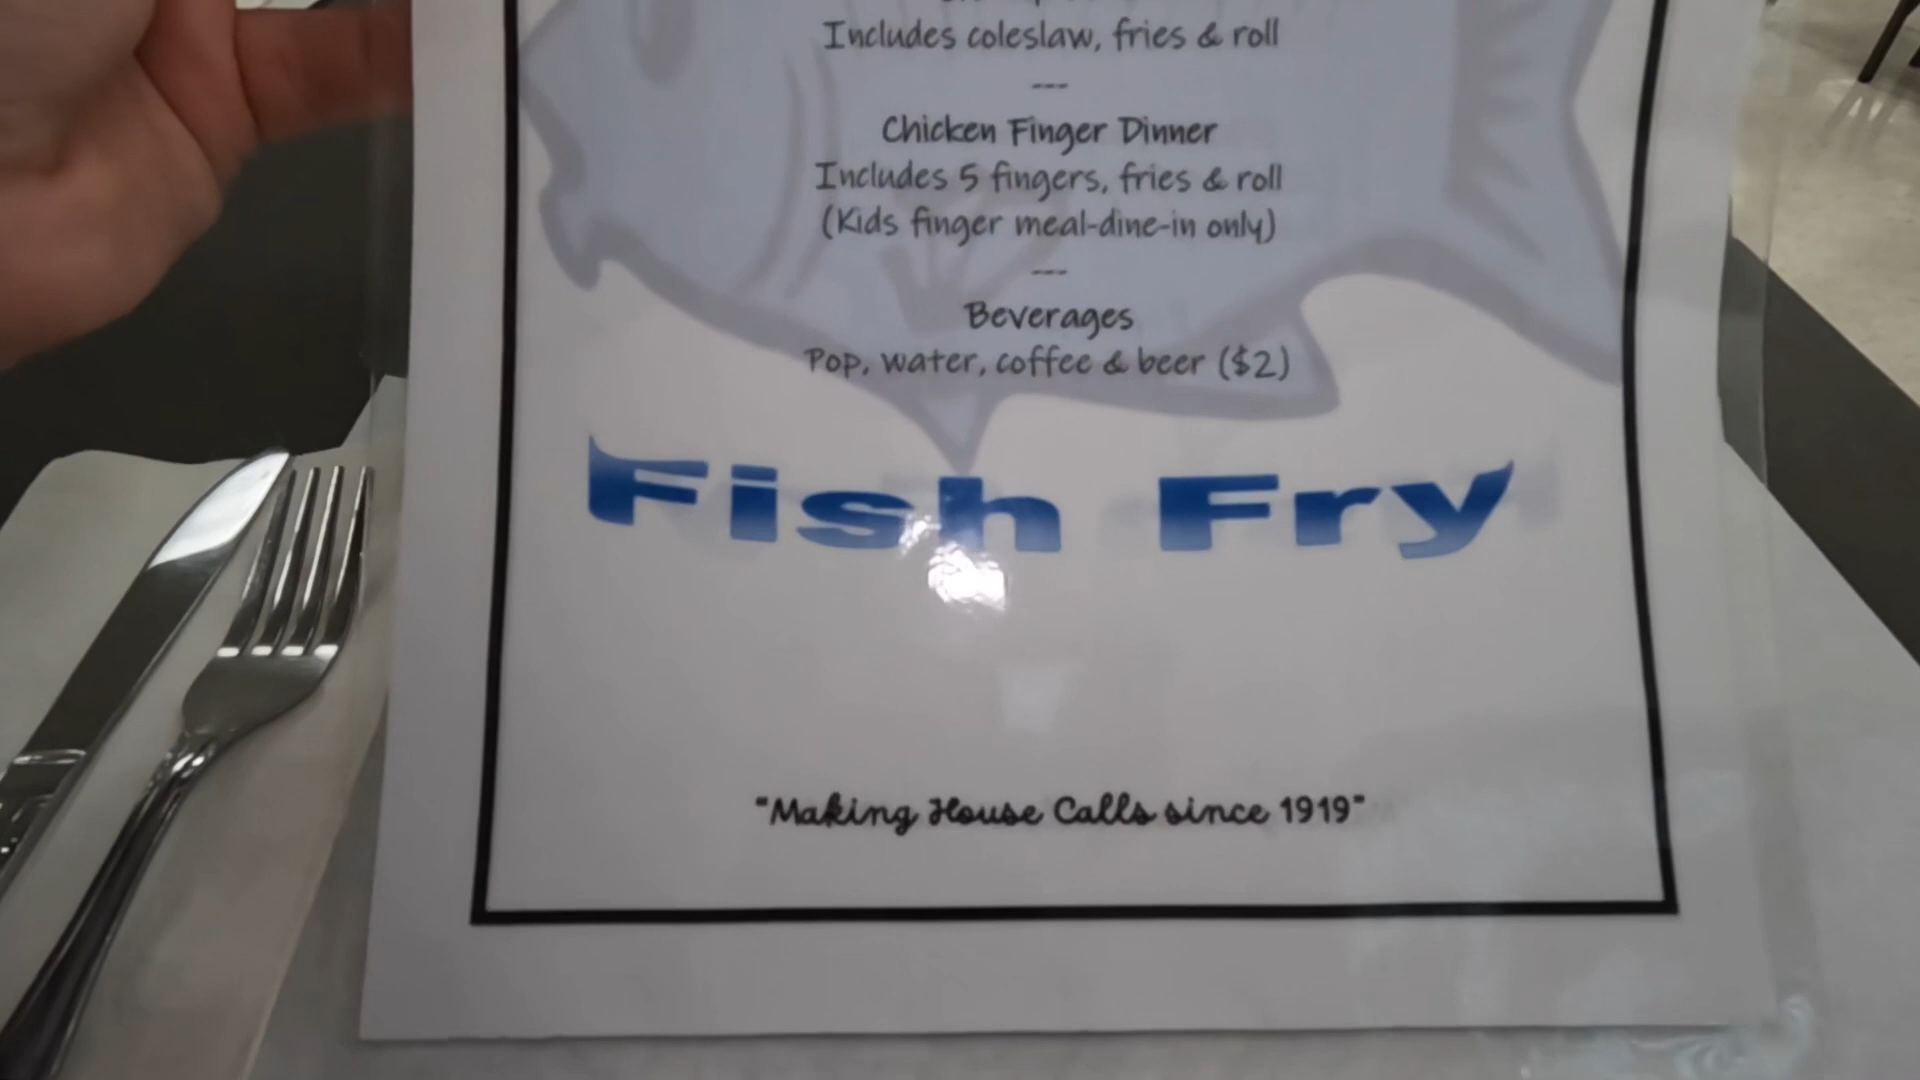 Includes coleslaw, fries & roll
---
Chicken Finger Dinner
Includes 5 fingers, fries & roll
(Kids finger meal-dine-in only)
---
Beverages
Pop, water, coffee & beer ($2)
Fish Fry
"Making House Calls since 1919"